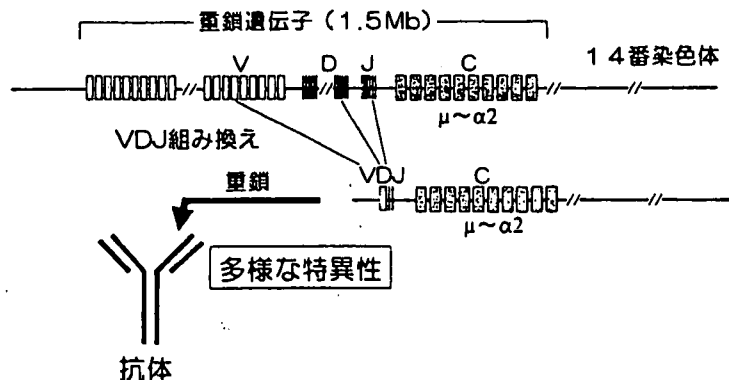 重鎖遺伝子(1.5Mb)
V D J C 14番染色体
μ~α2
VDJ組み換え
VDJ C
重鎖
μ~α2
多様な特異性
抗体